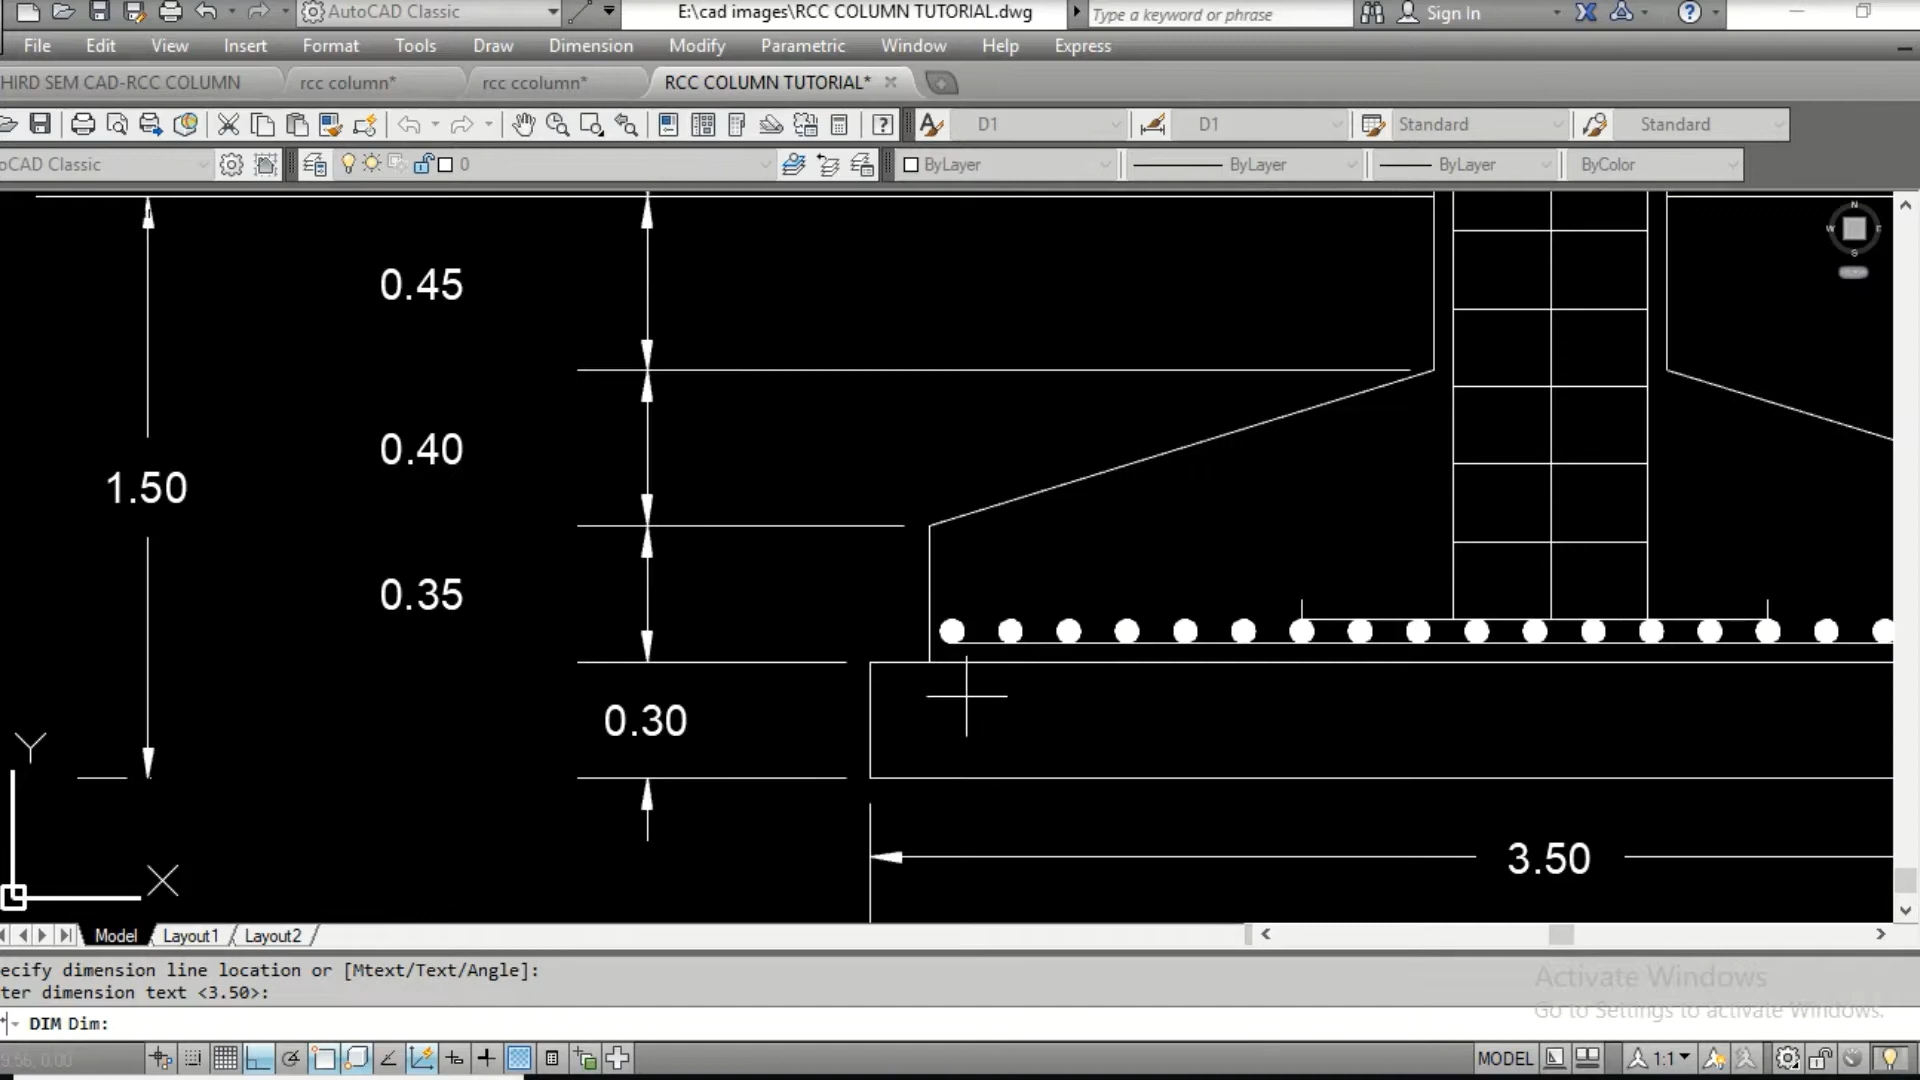 AutoCAD Classic
E:\cad images\RCC COLUMN TUTORIAL.dwg
Type a keyword or phrase
Sign In
File Edit View Insert Format Tools Draw Dimension Modify Parametric Window Help Express
HIRD SEM CAD-RCC COLUMN
rcc column*
rcc ccolumn*
RCC COLUMN TUTORIAL*
D1
D1
Standard
Standard
oCAD Classic
0
ByLayer
ByLayer
ByLayer
ByColor
N
W
S
0.45
0.40
1.50
0.35
0.30
3.50
Y
X
Model Layout1 Layout2
ecify dimension line location or [Mtext/Text/Angle]:
ter dimension text <3.50>:
DIM Dim:
Activate Windows
Go to Settings to activate Windows.
MODEL
1:1